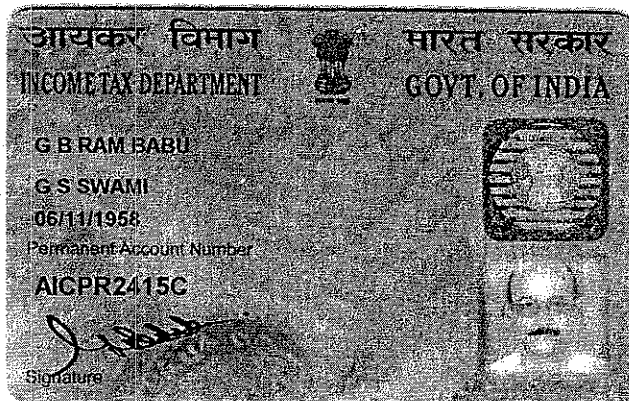 आयकर विभाग
भारत सरकार
INCOME TAX DEPARTMENT
GOVT. OF INDIA
G B RAM BABU
G S SWAMI
06/11/1958
Permanent Account Number
AICPR2415C
Signature